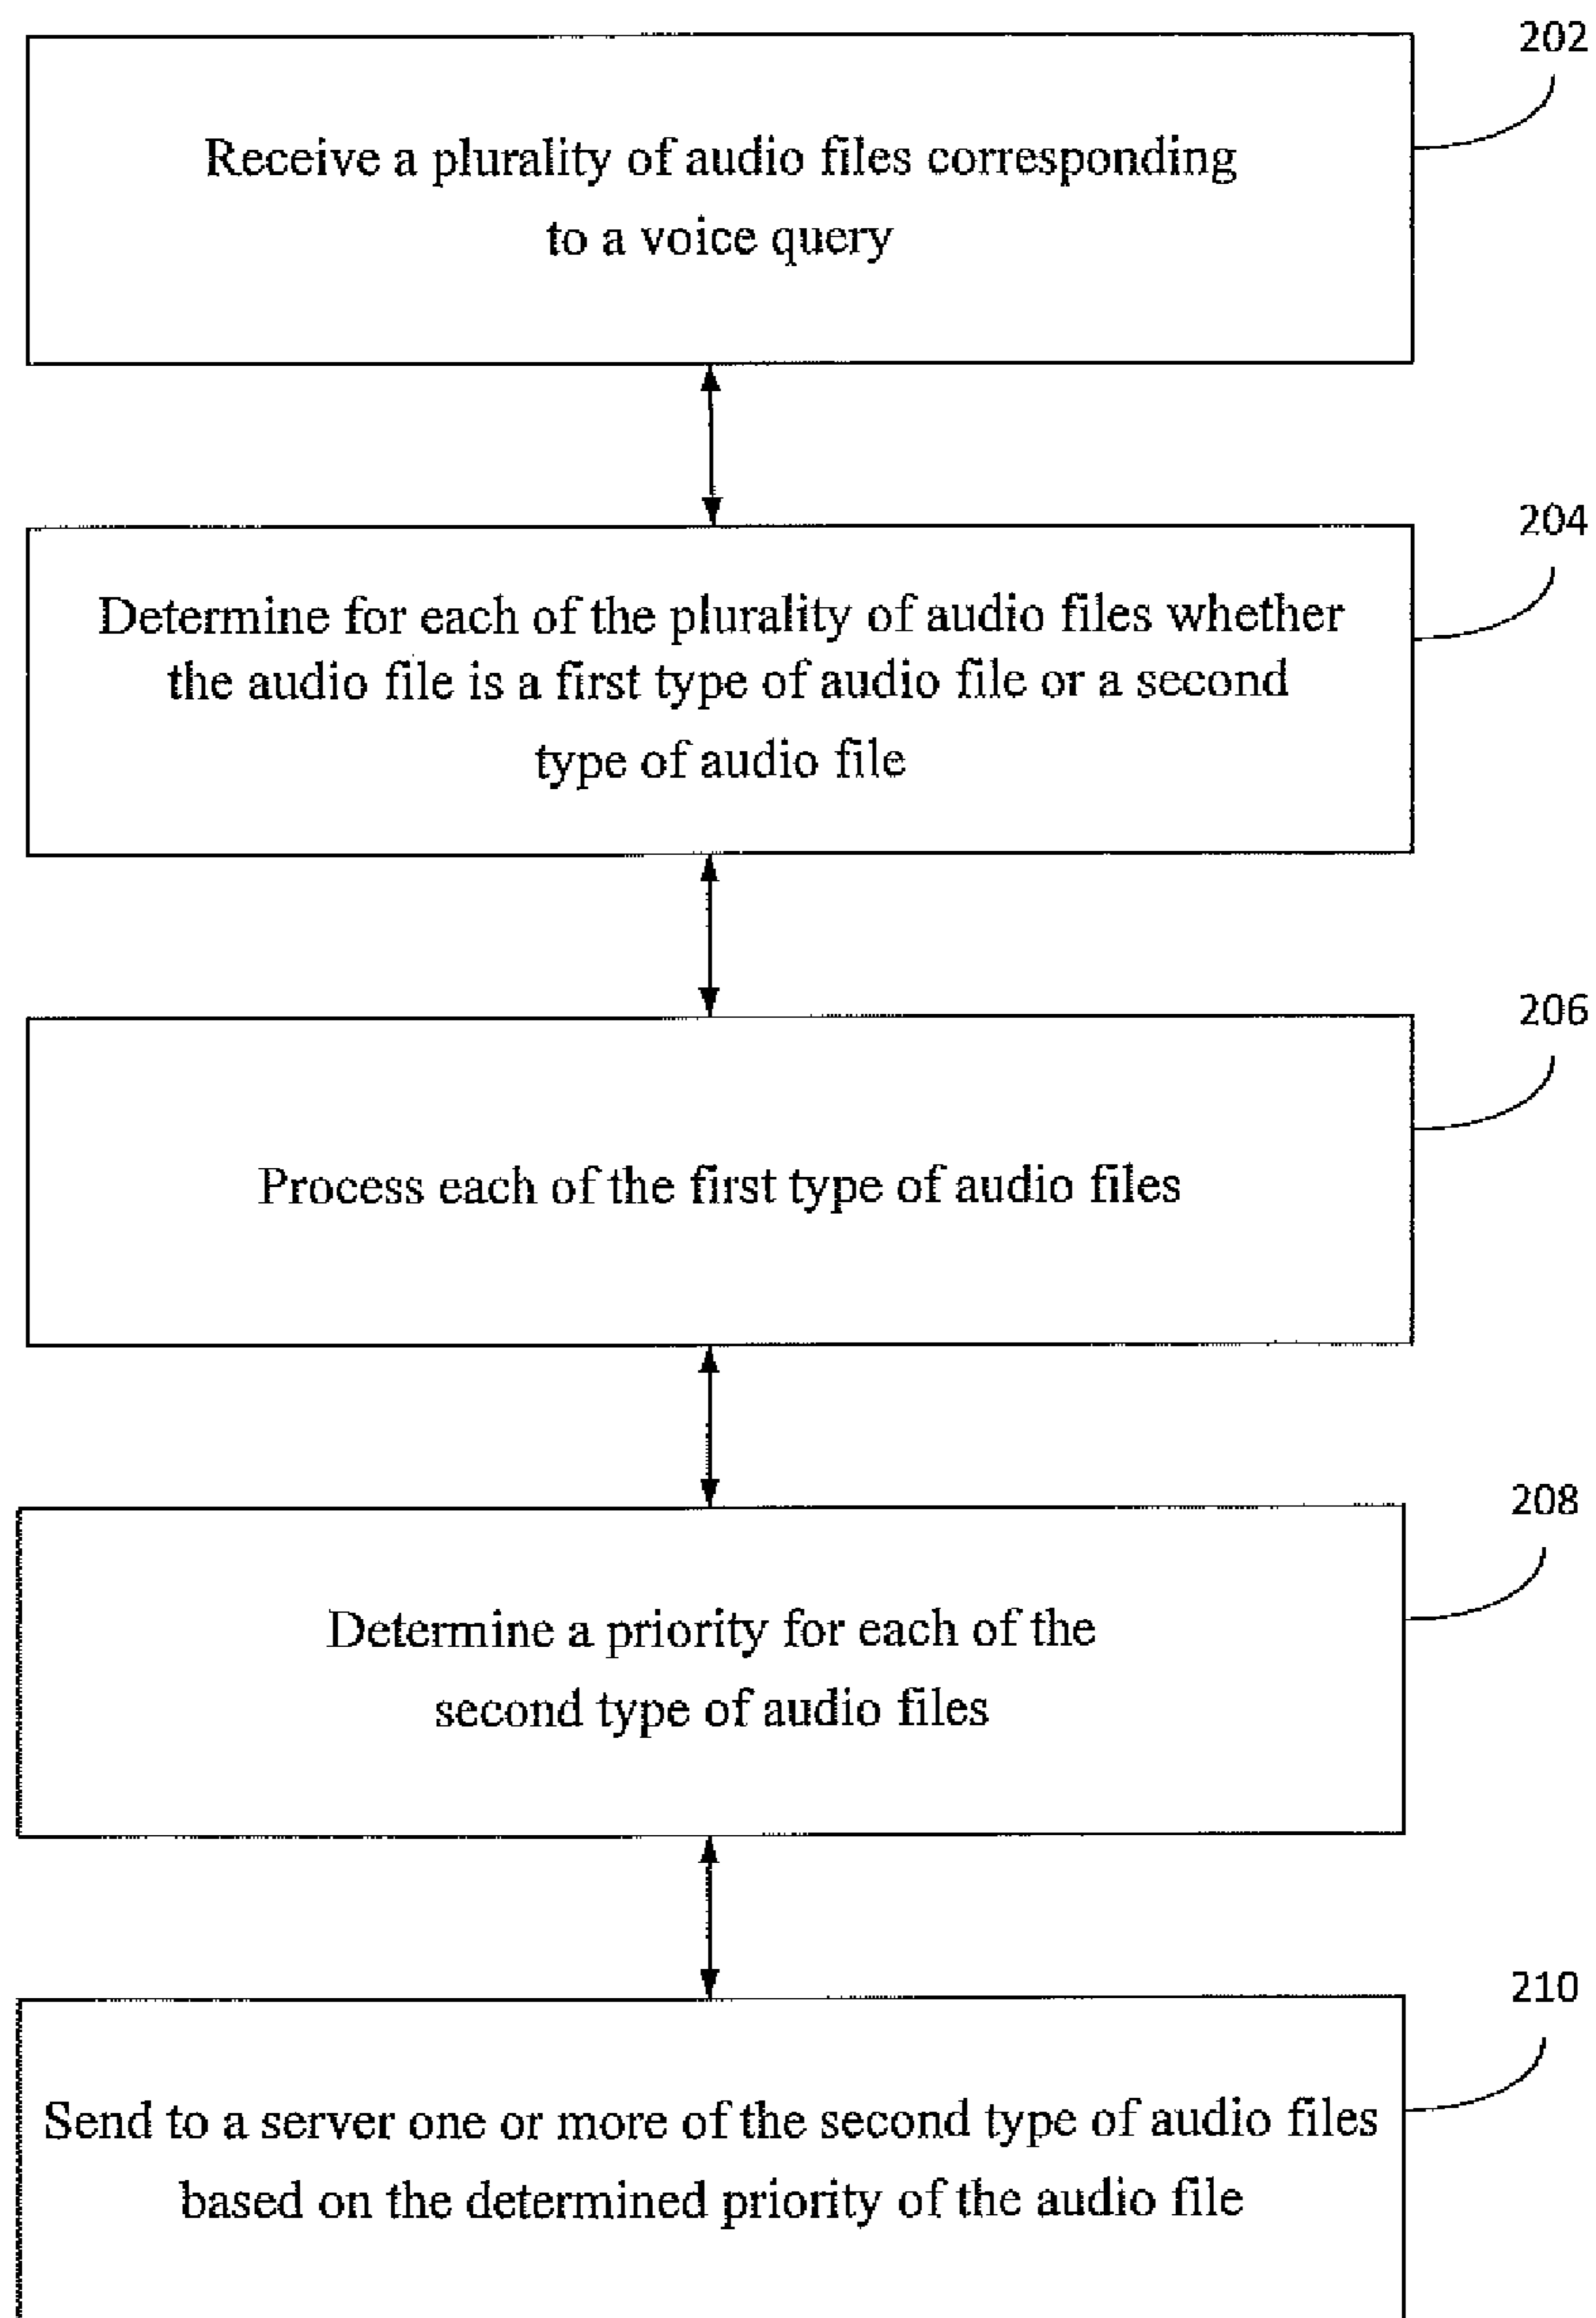 202
Receive a plurality of audio files corresponding
to a voice query
204
Determine for each of the plurality of audio files whether
the audio file is a first type of audio file or a second
type of audio file
206
Process each of the first type of audio files
208
Determine a priority for each of the
second type of audio files
210
Send to a server one or more of the second type of audio files
based on the determined priority of the audio file